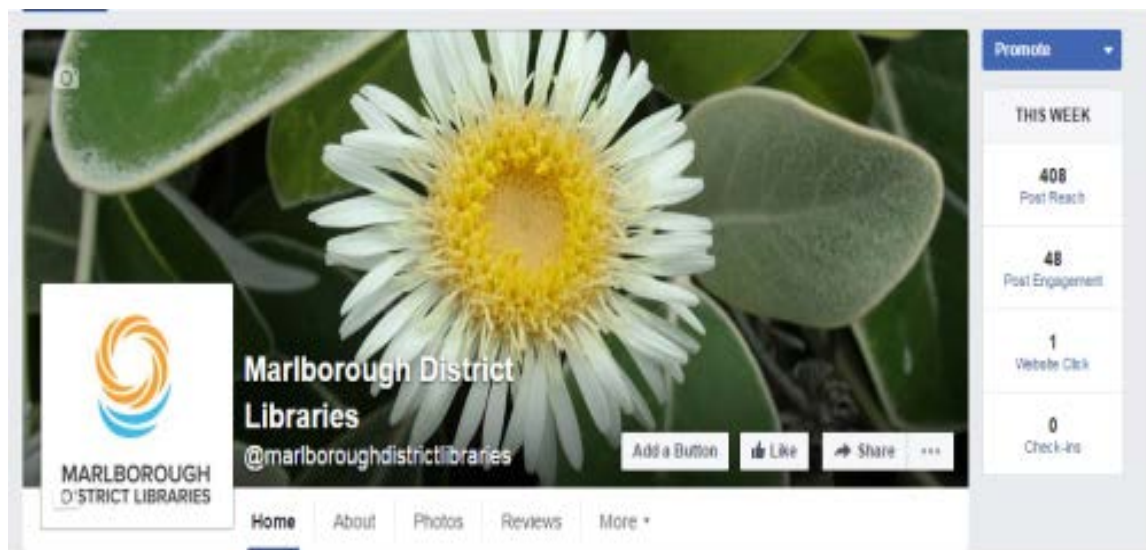 Promote
THIS WEEK
408
Post Reach
48
Post Engagement
1
Website Click
0
Check-ins
Marlborough District
Libraries
@marlboroughdistrictlibraries
Add a Button
Like
Share
MARLBOROUGH
DISTRICT LIBRARIES
Home
About
Photos
Reviews
More